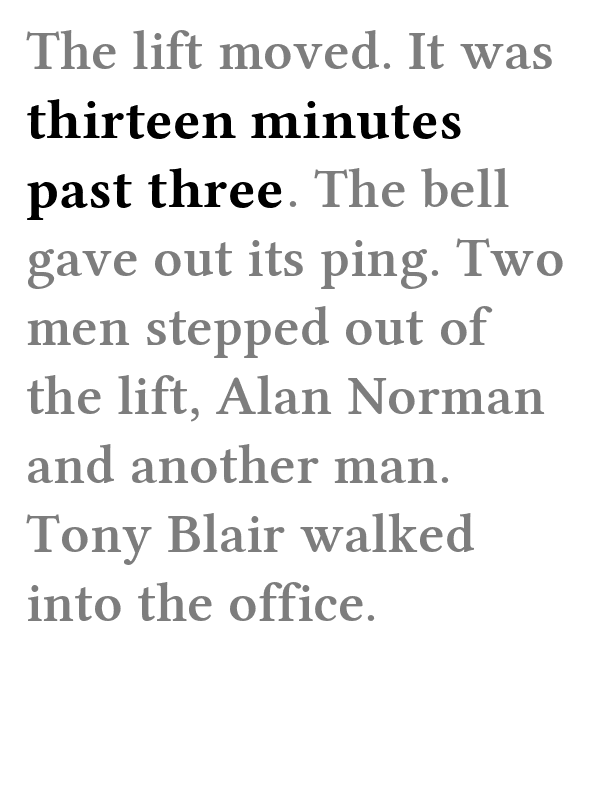 The lift moved. It was
thirteen minutes
past three. The bell
gave out its ping. Two
men stepped out of
the lift, Alan Norman
and another man.
Tony Blair walked
into the office.